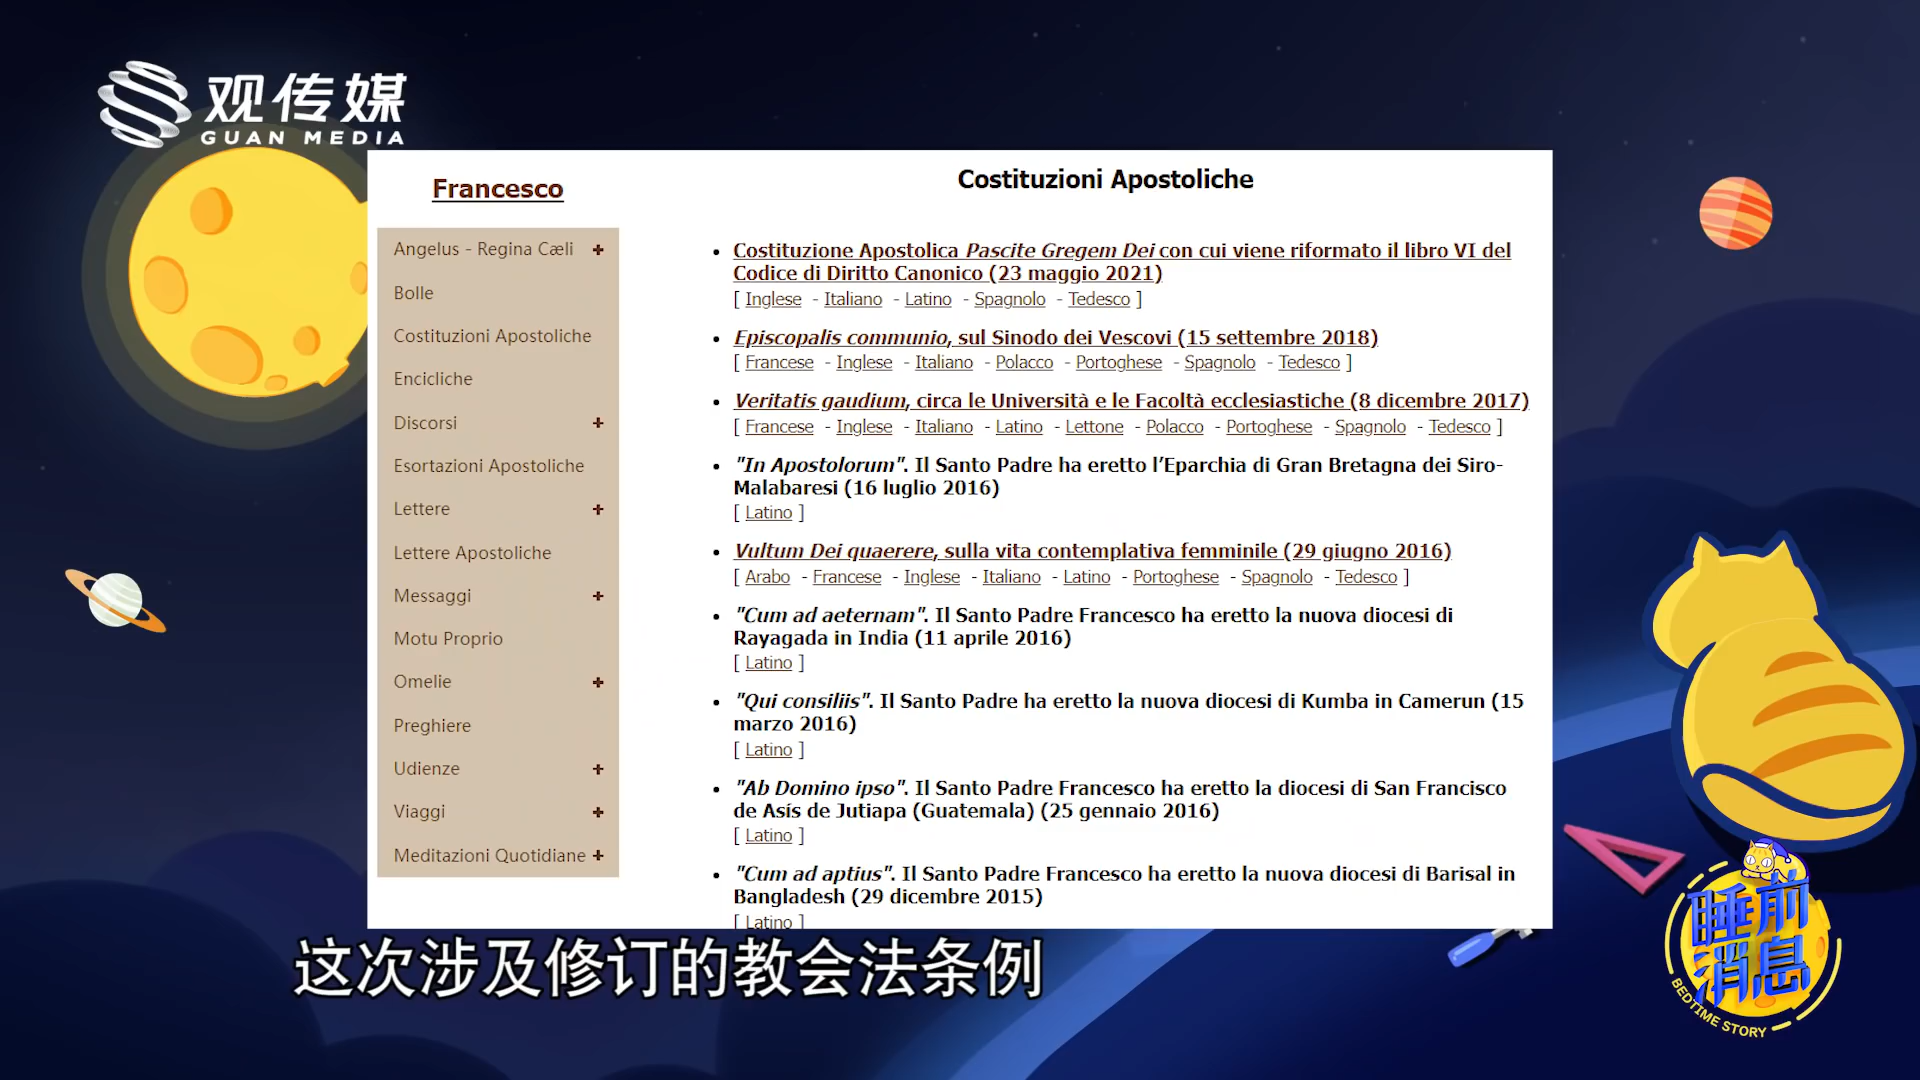 观传媒
GUAN MEDIA
Francesco
Angelus - Regina Cæli +
Bolle
Costituzioni Apostoliche
Encicliche
Discorsi +
Esortazioni Apostoliche
Lettere +
Lettere Apostoliche
Messaggi +
Motu Proprio
Omelie +
Preghiere
Udienze +
Viaggi +
Meditazioni Quotidiane +
Costituzioni Apostoliche
• Costituzione Apostolica Pascite Gregem Dei con cui viene riformato il libro VI del
Codice di Diritto Canonico (23 maggio 2021)
[ Inglese - Italiano - Latino - Spagnolo - Tedesco ]
• Episcopalis communio, sul Sinodo dei Vescovi (15 settembre 2018)
[ Francese - Inglese - Italiano - Polacco - Portoghese - Spagnolo - Tedesco ]
• Veritatis gaudium, circa le Università e le Facoltà ecclesiastiche (8 dicembre 2017)
[ Francese - Inglese - Italiano - Latino - Lettone - Polacco - Portoghese - Spagnolo - Tedesco ]
• "In Apostolorum". Il Santo Padre ha eretto l'Eparchia di Gran Bretagna dei Siro-
Malabaresi (16 luglio 2016)
[ Latino ]
• Vultum Dei quaerere, sulla vita contemplativa femminile (29 giugno 2016)
[ Arabo - Francese - Inglese - Italiano - Latino - Portoghese - Spagnolo - Tedesco ]
• "Cum ad aeternam". Il Santo Padre Francesco ha eretto la nuova diocesi di
Rayagada in India (11 aprile 2016)
[ Latino ]
• "Qui consiliis". Il Santo Padre ha eretto la nuova diocesi di Kumba in Camerun (15
marzo 2016)
[ Latino ]
• "Ab Domino ipso". Il Santo Padre Francesco ha eretto la diocesi di San Francisco
de Asís de Jutiapa (Guatemala) (25 gennaio 2016)
[ Latino ]
• "Cum ad aptius". Il Santo Padre Francesco ha eretto la nuova diocesi di Barisal in
Bangladesh (29 dicembre 2015)
[ Latino ]
这次涉及修订的教会法条例
睡前
消息
BEDTIME STORY